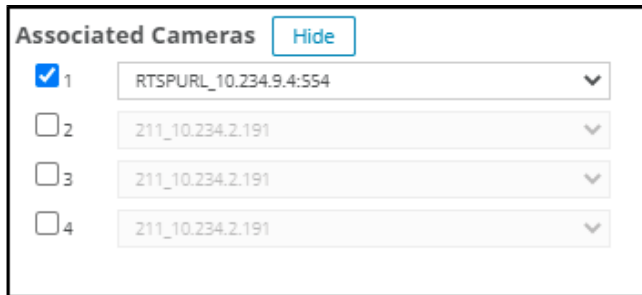 Associated Cameras Hide
1 RTSPURL_10.234.9.4:554
2 211_10.234.2.191
3 211_10.234.2.191
4 211_10.234.2.191